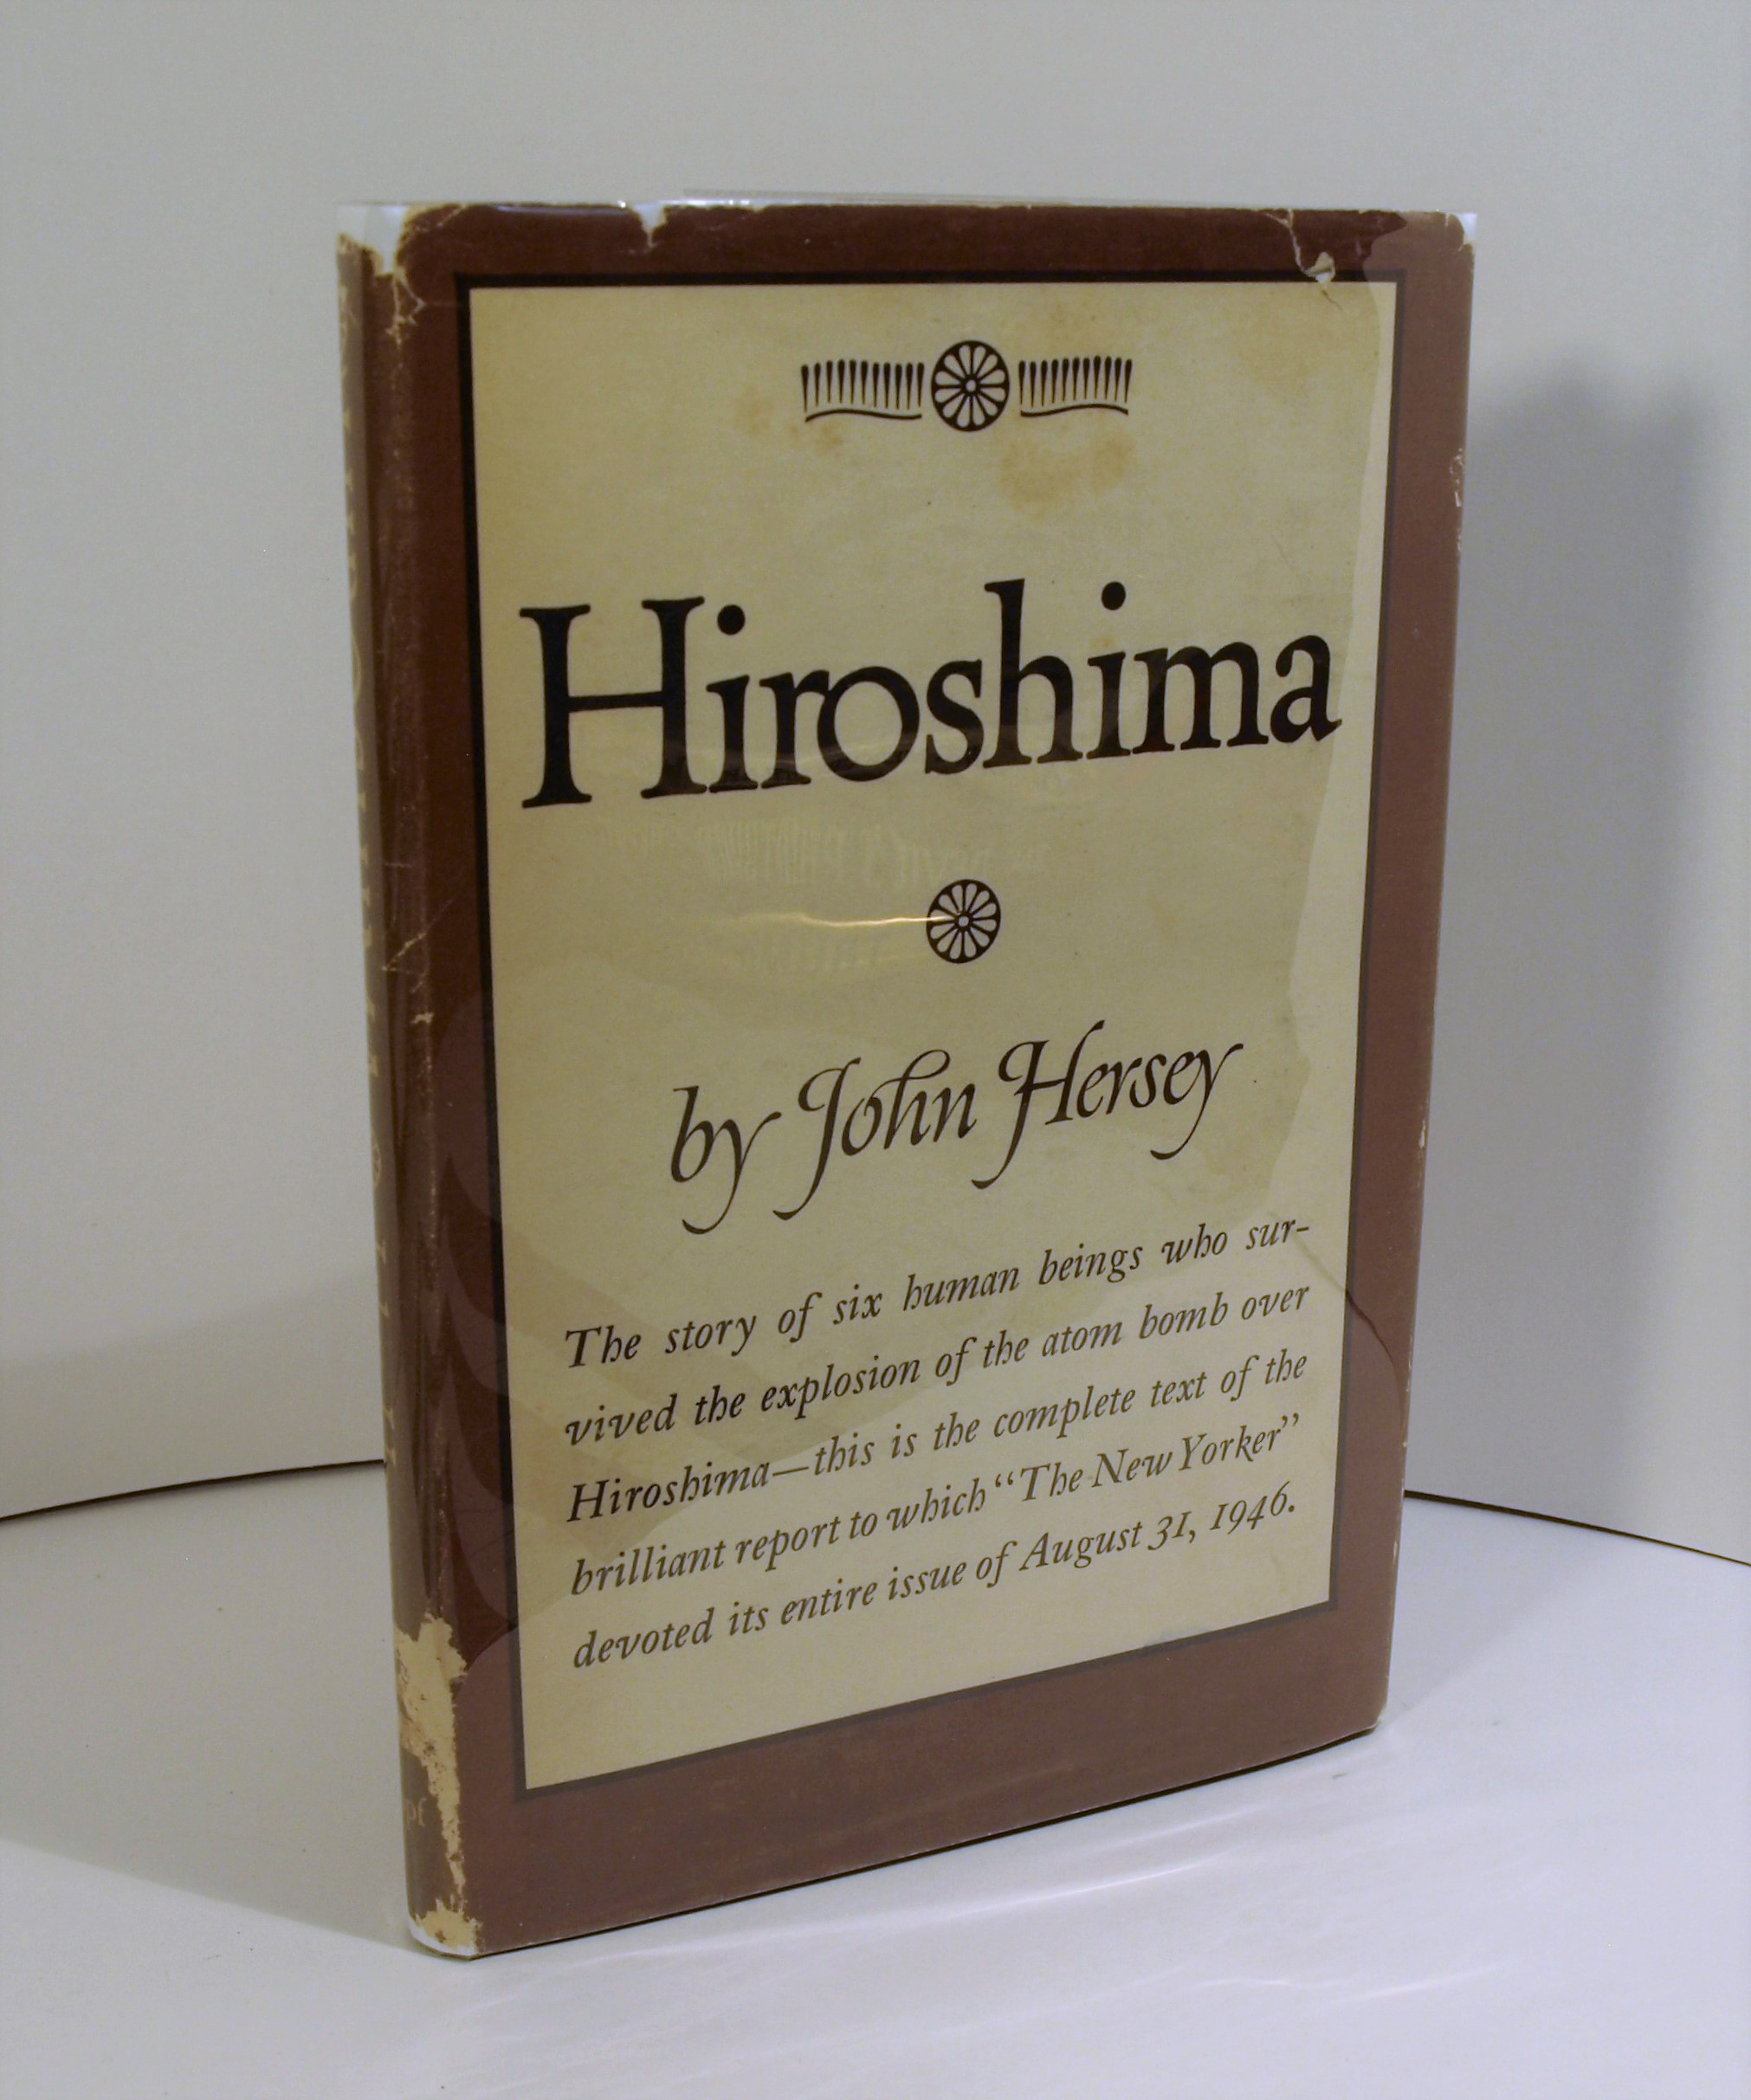 Hiroshima
by John Hersey
The story of six human beings who sur-
vived the explosion of the atom bomb over
Hiroshima—this is the complete text of the
brilliant report to which “The New Yorker”
devoted its entire issue of August 31, 1946.